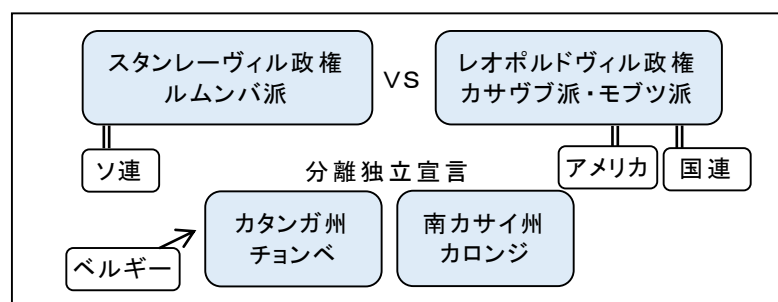 スタンレーヴィル政権
ルムンバ派
VS
レオポルドヴィル政権
カサヴブ派・モブツ派
ソ連
アメリカ
国連
分離独立宣言
カタンガ州
チョンベ
南カサイ州
カロンジ
ベルギー